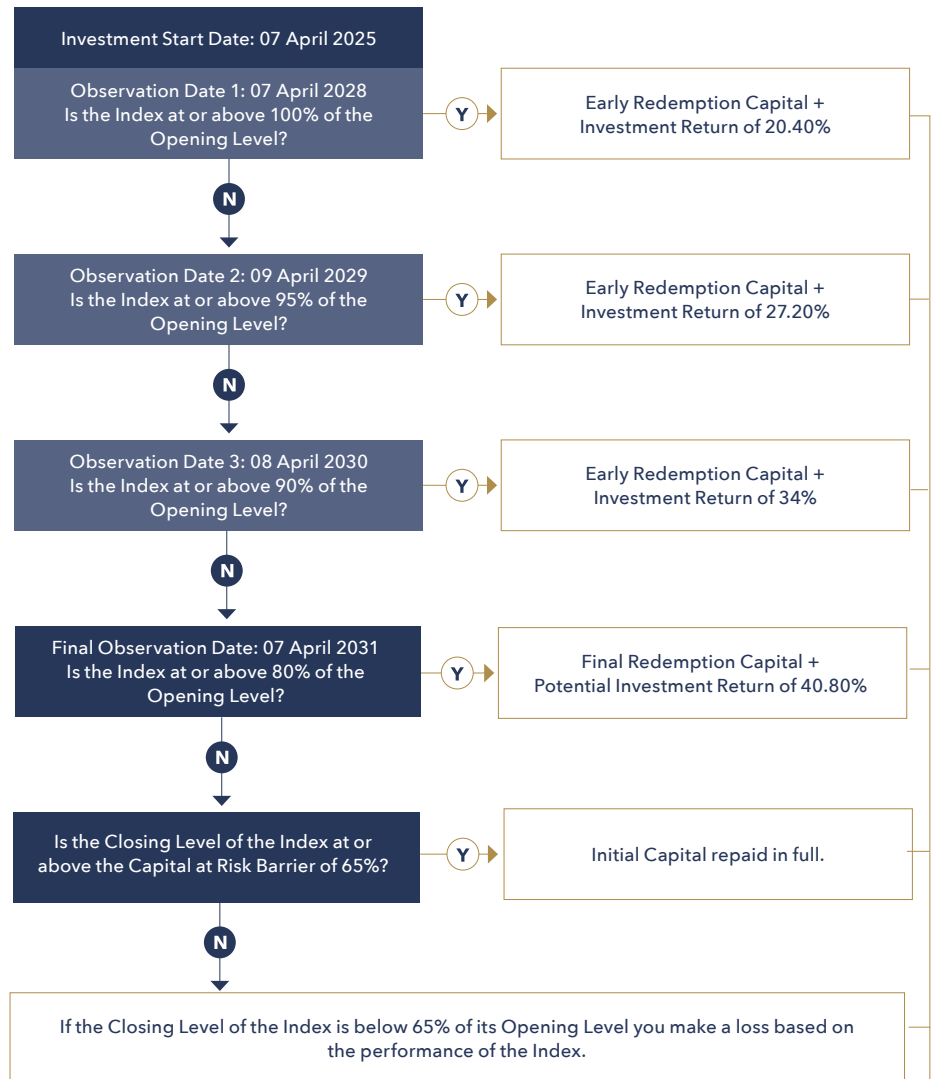 Investment Start Date: 07 April 2025
Observation Date 1: 07 April 2028
Is the Index at or above 100% of the
Opening Level?
Y
Early Redemption Capital +
Investment Return of 20.40%
N
Observation Date 2: 09 April 2029
Is the Index at or above 95% of the
Opening Level?
Y
Early Redemption Capital +
Investment Return of 27.20%
N
Observation Date 3: 08 April 2030
Is the Index at or above 90% of the
Opening Level?
Y
Early Redemption Capital +
Investment Return of 34%
N
Final Observation Date: 07 April 2031
Is the Index at or above 80% of the
Opening Level?
Y
Final Redemption Capital +
Potential Investment Return of 40.80%
N
Is the Closing Level of the Index at or
above the Capital at Risk Barrier of 65%?
Y
Initial Capital repaid in full.
N
If the Closing Level of the Index is below 65% of its Opening Level you make a loss based on
the performance of the Index.